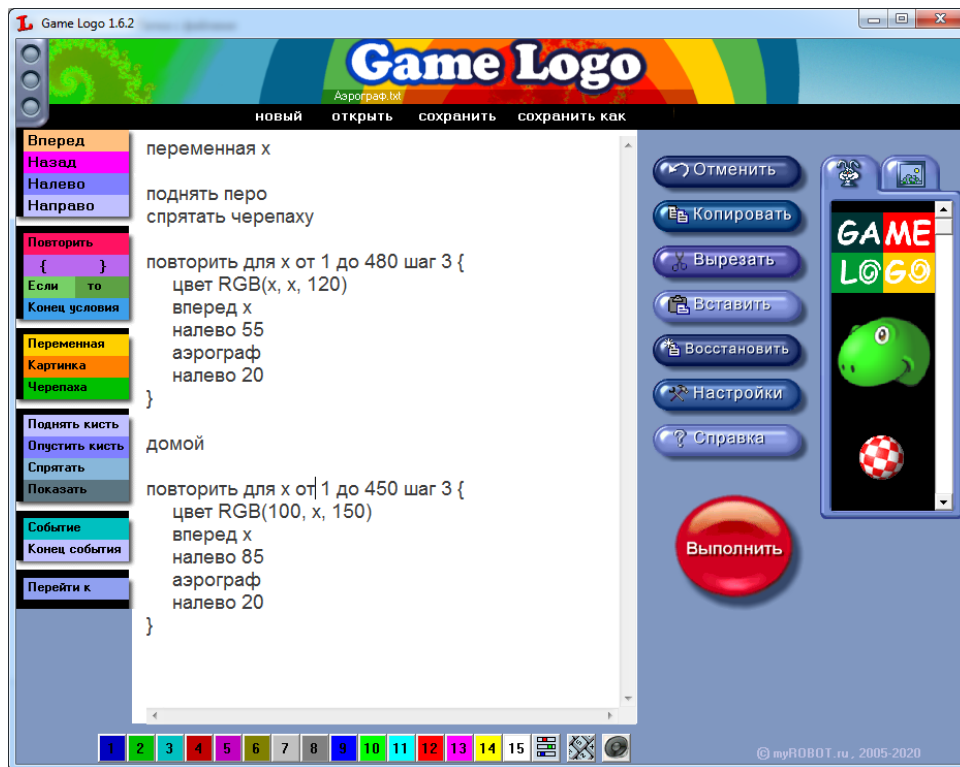 Game Logo 1.6.2
Game Logo
Аэрограф.txt
новый открыть сохранить сохранить как
Вперед
Назад
Налево
Направо
Повторить
{ }
Если то
Конец условия
Переменная
Картинка
Черепаха
Поднять кисть
Опустить кисть
Спрятать
Показать
Событие
Конец события
Перейти к
переменная x
поднять перо
спрятать черепаху
повторить для x от 1 до 480 шаг 3 {
цвет RGB(x, x, 120)
вперед x
налево 55
аэрограф
налево 20
}
домой
повторить для x от 1 до 450 шаг 3 {
цвет RGB(100, x, 150)
вперед x
налево 85
аэрограф
налево 20
}
Отменить
Копировать
Вырезать
Вставить
Восстановить
Настройки
Справка
Выполнить
GAME
LOGO
1 2 3 4 5 6 7 8 9 10 11 12 13 14 15
© myROBOT.ru, 2005-2020